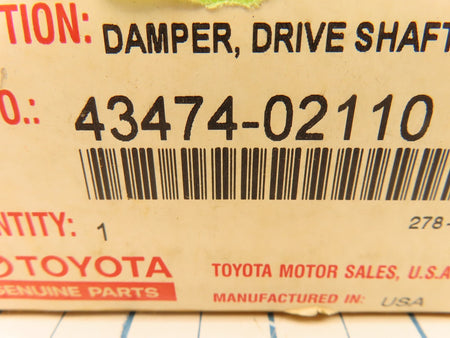 TION: DAMPER, DRIVE SHAFT
O.: 43474-02110
NTITY: 1 278-
TOYOTA TOYOTA MOTOR SALES, U.S.A
GENUINE PARTS MANUFACTURED IN: USA